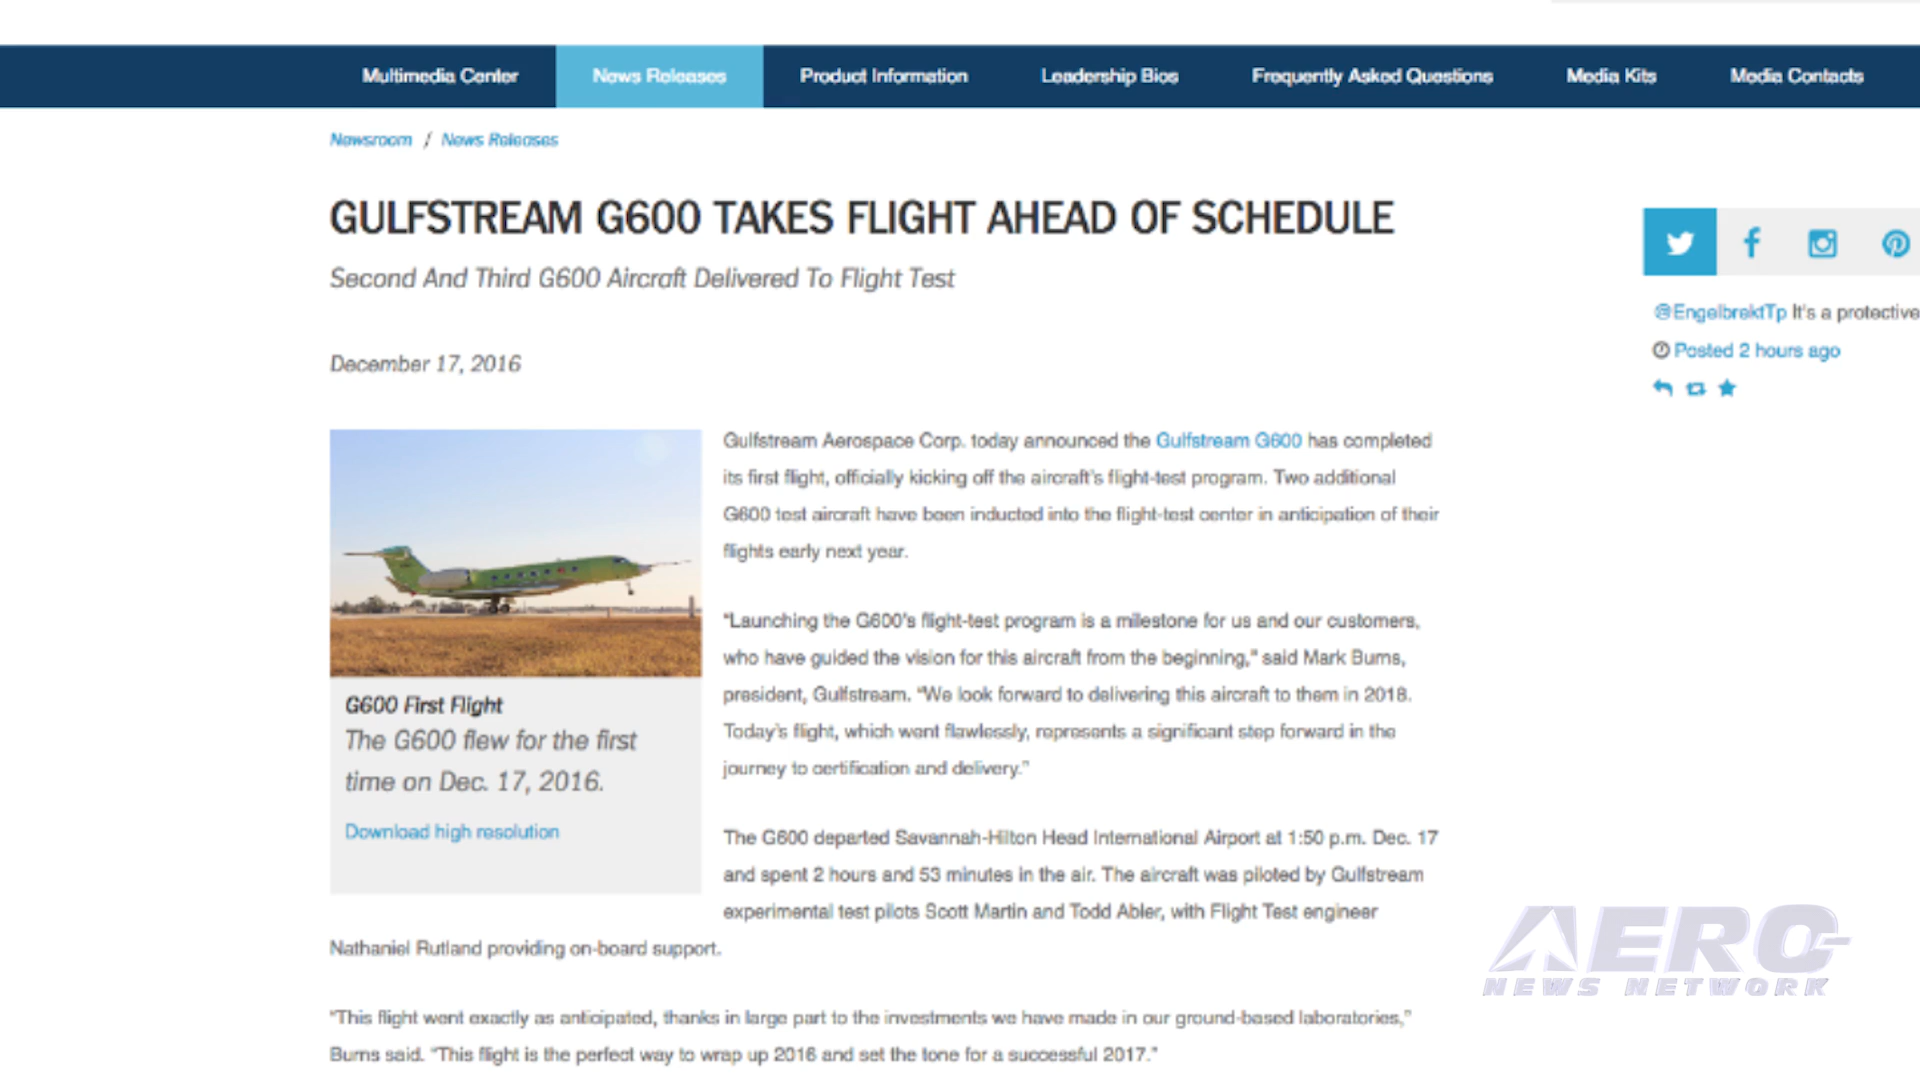 Multimedia Center News Releases Product Information Leadership Bios Frequently Asked Questions Media Kits Media Contacts
Newsroom / News Releases
GULFSTREAM G600 TAKES FLIGHT AHEAD OF SCHEDULE
Second And Third G600 Aircraft Delivered To Flight Test
December 17, 2016
G600 First Flight
The G600 flew for the first
time on Dec. 17, 2016.
Download high resolution
Gulfstream Aerospace Corp. today announced the Gulfstream G600 has completed
its first flight, officially kicking off the aircraft's flight-test program. Two additional
G600 test aircraft have been inducted into the flight-test center in anticipation of their
flights early next year.
"Launching the G600's flight-test program is a milestone for us and our customers,
who have guided the vision for this aircraft from the beginning," said Mark Burns,
president, Gulfstream. "We look forward to delivering this aircraft to them in 2018.
Today's flight, which went flawlessly, represents a significant step forward in the
journey to certification and delivery."
The G600 departed Savannah-Hilton Head International Airport at 1:50 p.m. Dec. 17
and spent 2 hours and 53 minutes in the air. The aircraft was piloted by Gulfstream
experimental test pilots Scott Martin and Todd Abler, with Flight Test engineer
Nathaniel Rutland providing on-board support.
"This flight went exactly as anticipated, thanks in large part to the investments we have made in our ground-based laboratories,"
Burns said. "This flight is the perfect way to wrap up 2016 and set the tone for a successful 2017."
@EngelbrektTp It's a protective
Posted 2 hours ago
AERO
NEWS NETWORK